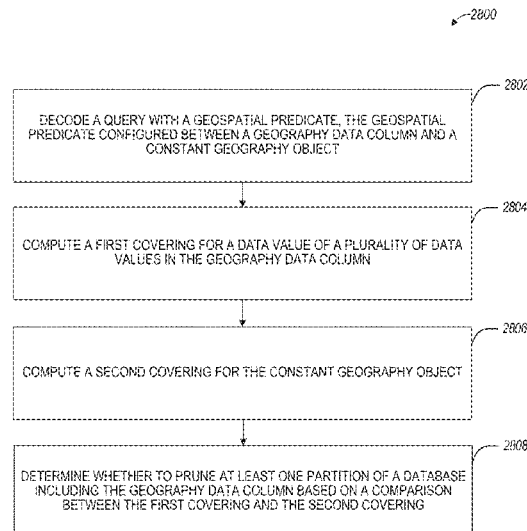 2800
2802
DECODE A QUERY WITH A GEOSPATIAL PREDICATE, THE GEOSPATIAL
PREDICATE CONFIGURED BETWEEN A GEOGRAPHY DATA COLUMN AND A
CONSTANT GEOGRAPHY OBJECT
2804
COMPUTE A FIRST COVERING FOR A DATA VALUE OF A PLURALITY OF DATA
VALUES IN THE GEOGRAPHY DATA COLUMN
2806
COMPUTE A SECOND COVERING FOR THE CONSTANT GEOGRAPHY OBJECT
2808
DETERMINE WHETHER TO PRUNE AT LEAST ONE PARTITION OF A DATABASE
INCLUDING THE GEOGRAPHY DATA COLUMN BASED ON A COMPARISON
BETWEEN THE FIRST COVERING AND THE SECOND COVERING